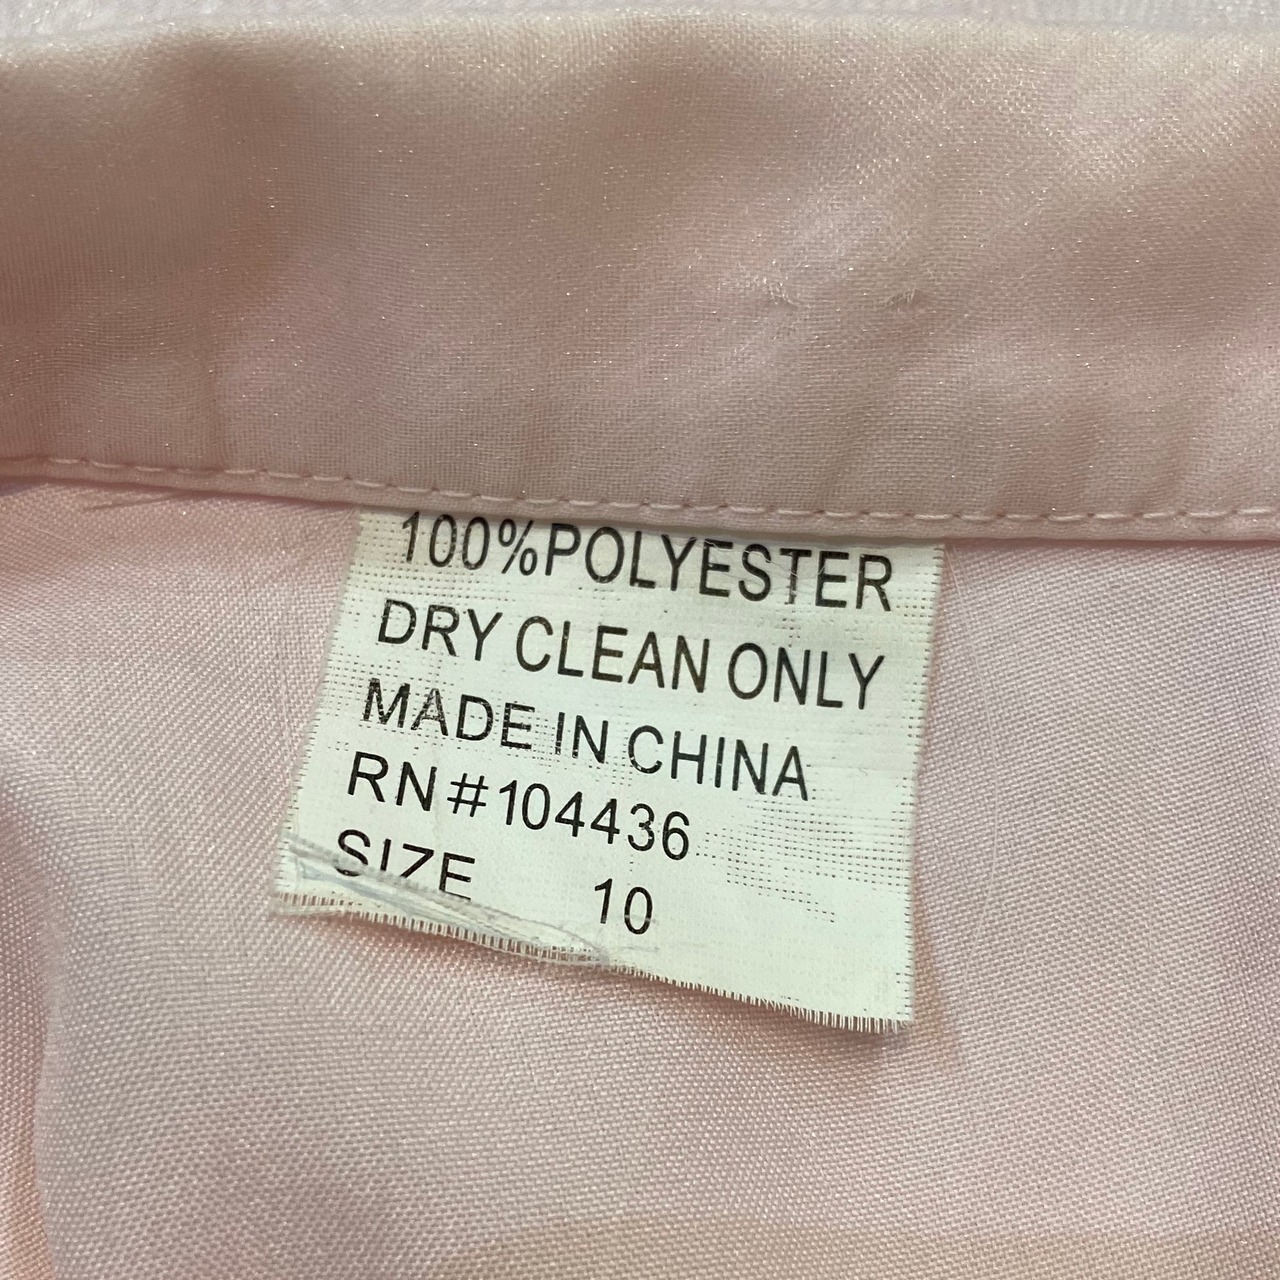 100%POLYESTER
DRY CLEAN ONLY
MADE IN CHINA
RN#104436
SIZE 10